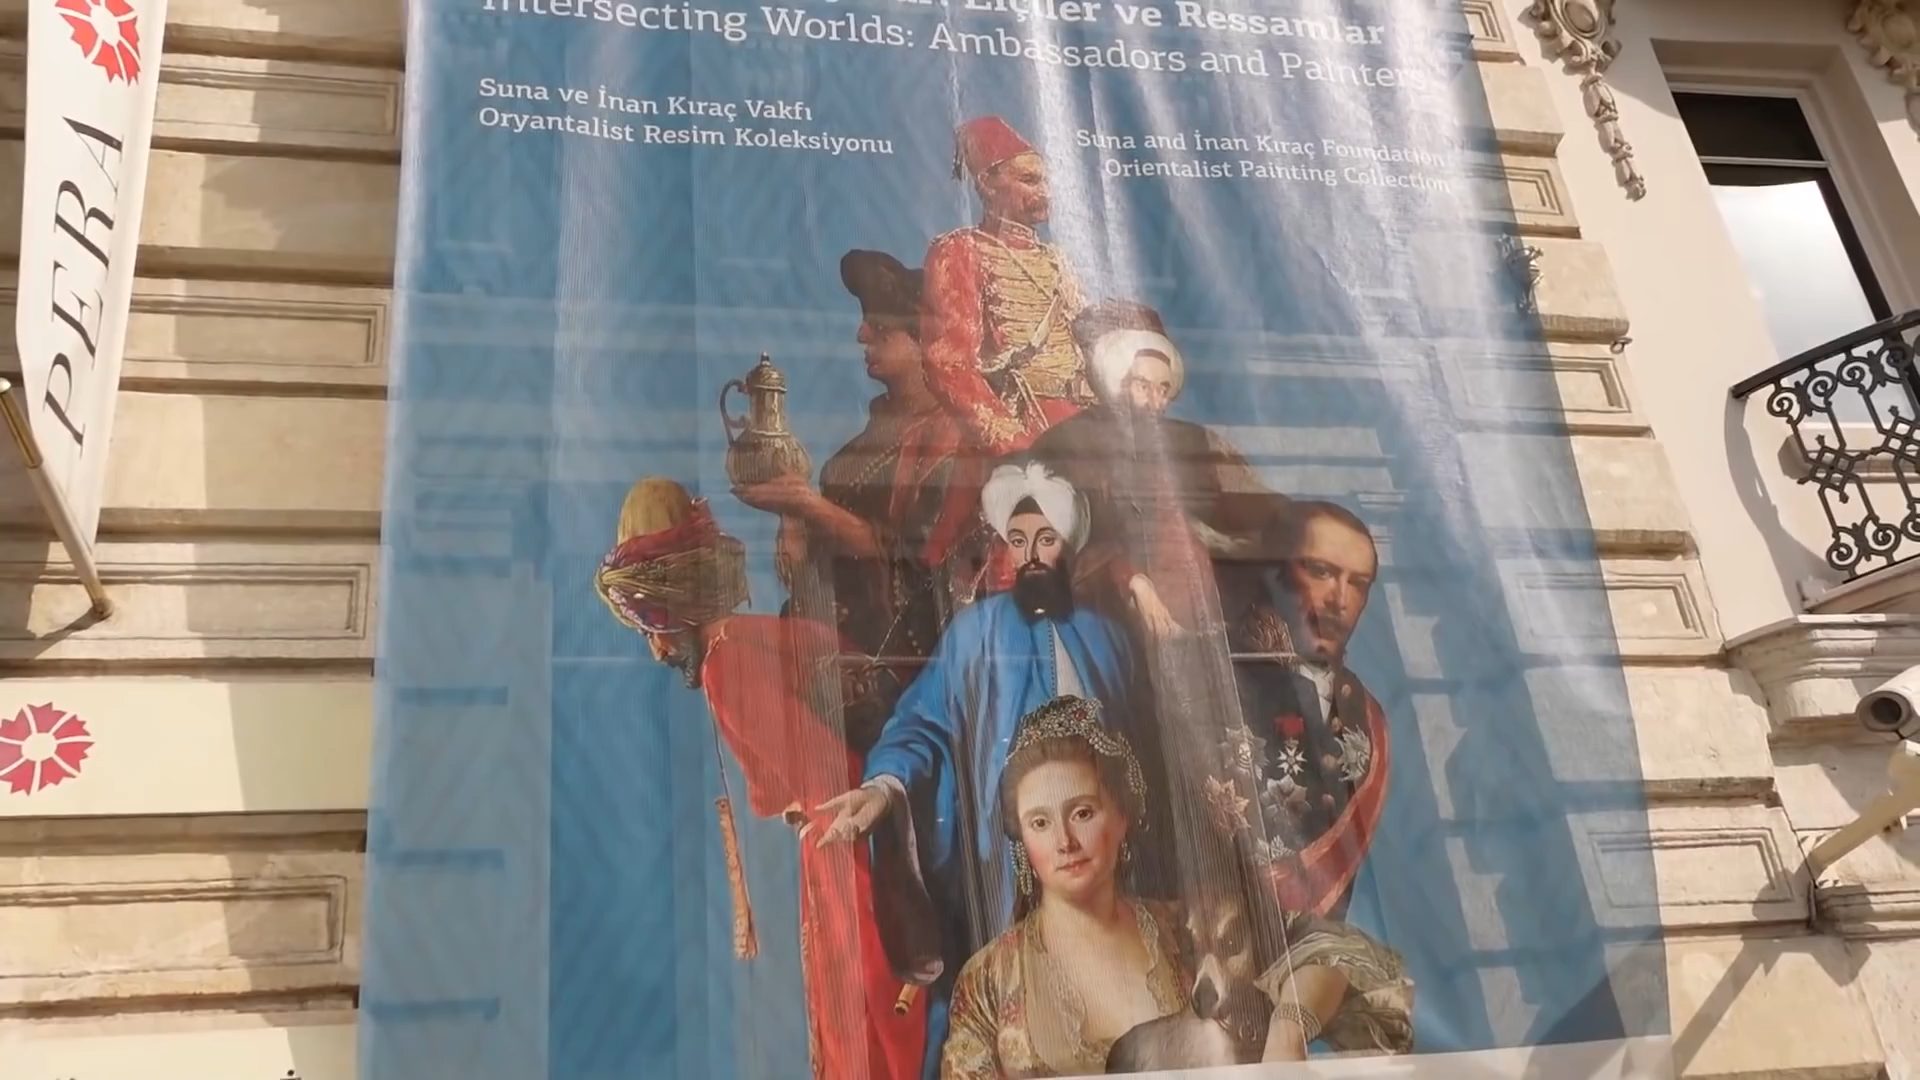 Elçiler ve Ressamlar
Intersecting Worlds: Ambassadors and Painters
Suna ve İnan Kıraç Vakfı
Oryantalist Resim Koleksiyonu
Suna and İnan Kıraç Foundation
Orientalist Painting Collection
PERA